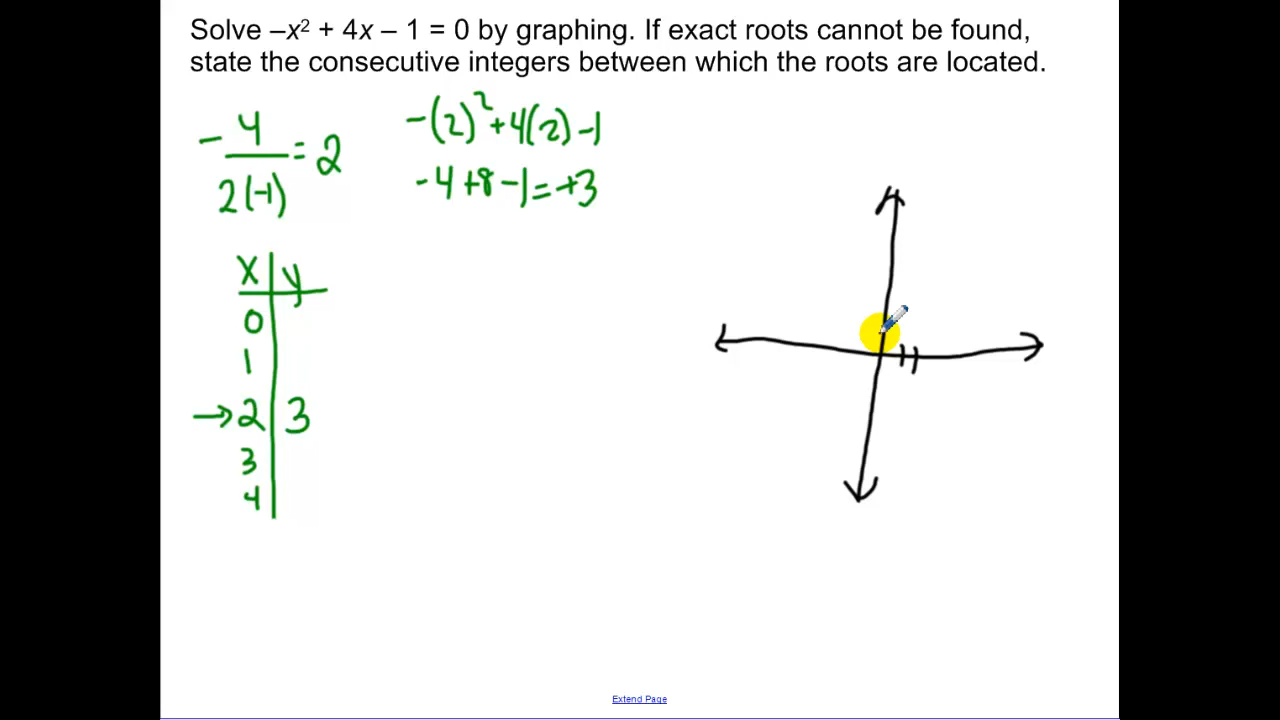 Solve –x² + 4x – 1 = 0 by graphing. If exact roots cannot be found,
state the consecutive integers between which the roots are located.
- 4 / 2(-1) = 2
-(2)² + 4(2) - 1
-4 + 8 - 1 = +3
x | y
0
1
→ 2 | 3
3
4
Extend Page